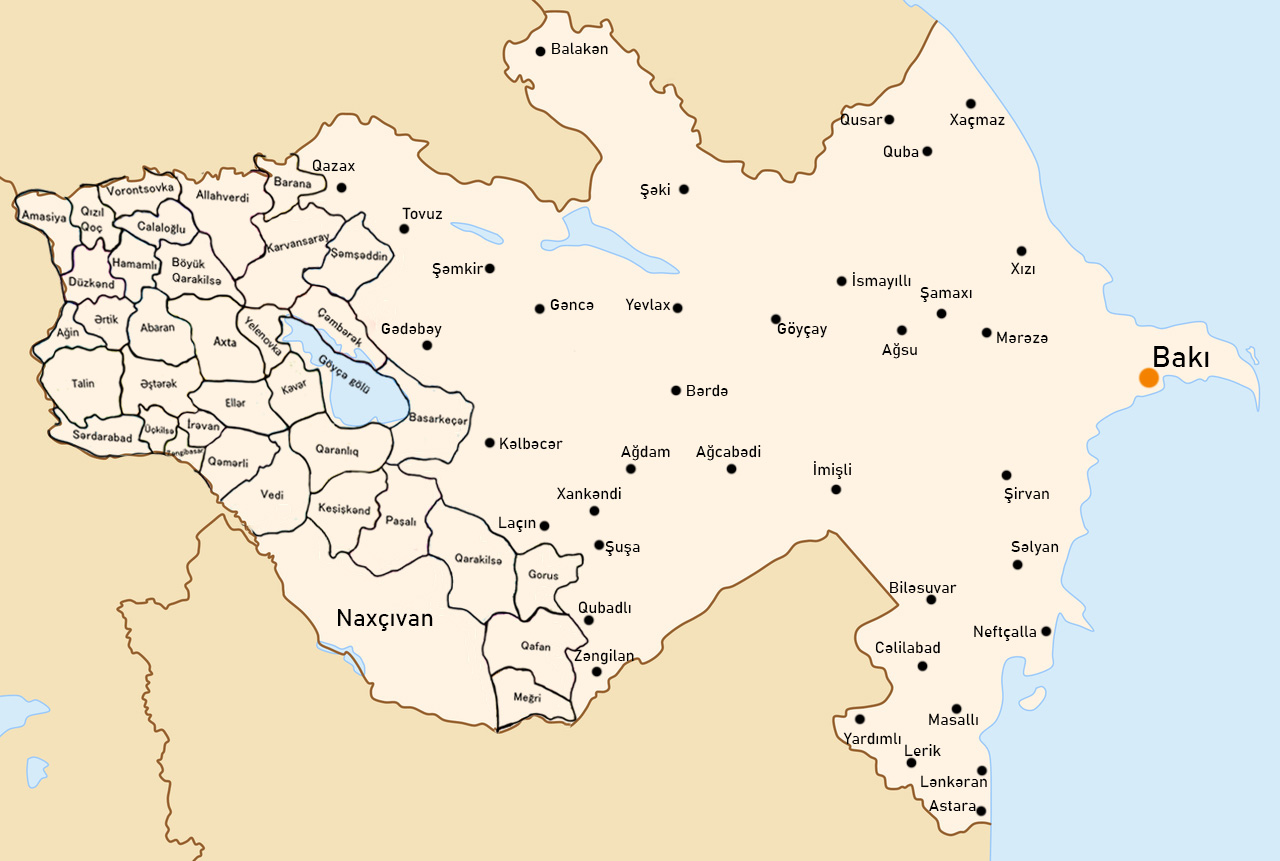 Balakən
Qusar
Xaçmaz
Quba
Qazax
Barana
Vorontsovka
Allahverdi
Şəki
Amasiya
Qızıl
Qoç
Calaloğlu
Tovuz
Karvansaray
Şəmşəddin
Xızı
Hamamlı
Böyük
Qarakilsə
Şəmkir
Düzkənd
İsmayıllı
Şamaxı
Gəncə
Yevlax
Göyçay
Ağsu
Mərəzə
Ağin
Ərtik
Abaran
Axta
Yelenovka
Çəmbərək
Gədəbəy
Bakı
Göyçə gölü
Talin
Əştərək
Kəvər
Bərdə
Ellər
Basarkeçər
Sərdarabad
Üçkilsə
İrəvan
Zəngibasar
Qəmərli
Qaranlıq
Kəlbəcər
Ağdam
Ağcabədi
İmişli
Vedi
Keşişkənd
Paşalı
Xankəndi
Şirvan
Laçın
Şuşa
Səlyan
Qarakilsə
Gorus
Biləsuvar
Naxçıvan
Qubadlı
Neftçalla
Qafan
Zəngilan
Cəlilabad
Meğri
Masallı
Yardımlı
Lerik
Lənkəran
Astara